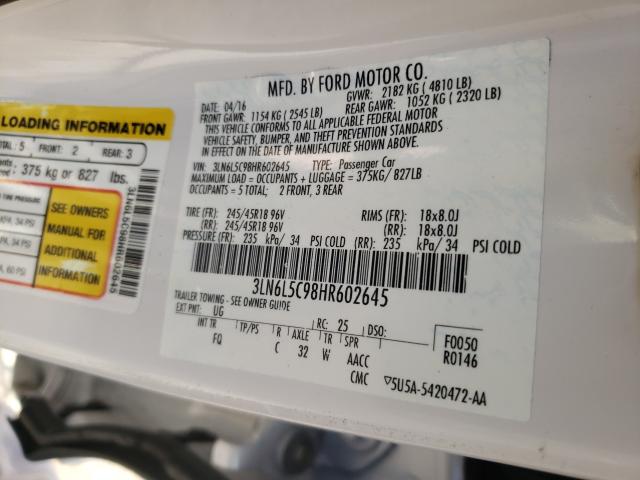 LOADING INFORMATION
TOTAL: 5 FRONT: 2 REAR: 3
375 kg or 827 lbs.
SEE OWNERS
MANUAL FOR
ADDITIONAL
INFORMATION
3LN6L5C98HR602645
MFD. BY FORD MOTOR CO.
DATE: 04/16 GVWR: 2182 KG ( 4810 LB)
FRONT GAWR: 1154 KG ( 2545 LB) REAR GAWR: 1052 KG ( 2320 LB)
THIS VEHICLE CONFORMS TO ALL APPLICABLE FEDERAL MOTOR
VEHICLE SAFETY, BUMPER, AND THEFT PREVENTION STANDARDS
IN EFFECT ON THE DATE OF MANUFACTURE SHOWN ABOVE.
VIN: 3LN6L5C98HR602645 TYPE: Passenger Car
MAXIMUM LOAD = OCCUPANTS + LUGGAGE = 375KG/ 827LB
OCCUPANTS = 5 TOTAL; 2 FRONT, 3 REAR
TIRE (FR) 245/45R18 96V RIMS (FR) 18x8.0J
(RR) 245/45R18 96V (RR) 18x8.0J
PRESSURE (FR) 235 kPa/ 34 PSI COLD (RR) 235 kPa/ 34 PSI COLD
3LN6L5C98HR602645
TRAILER TOWING - SEE OWNER GUIDE
EXT PNT: UG RC: 25 DSO:
INT TR TP/PS R AXLE TR SPR F0050
FQ C 32 W AACC R0146
CMC 5U5A-5420472-AA